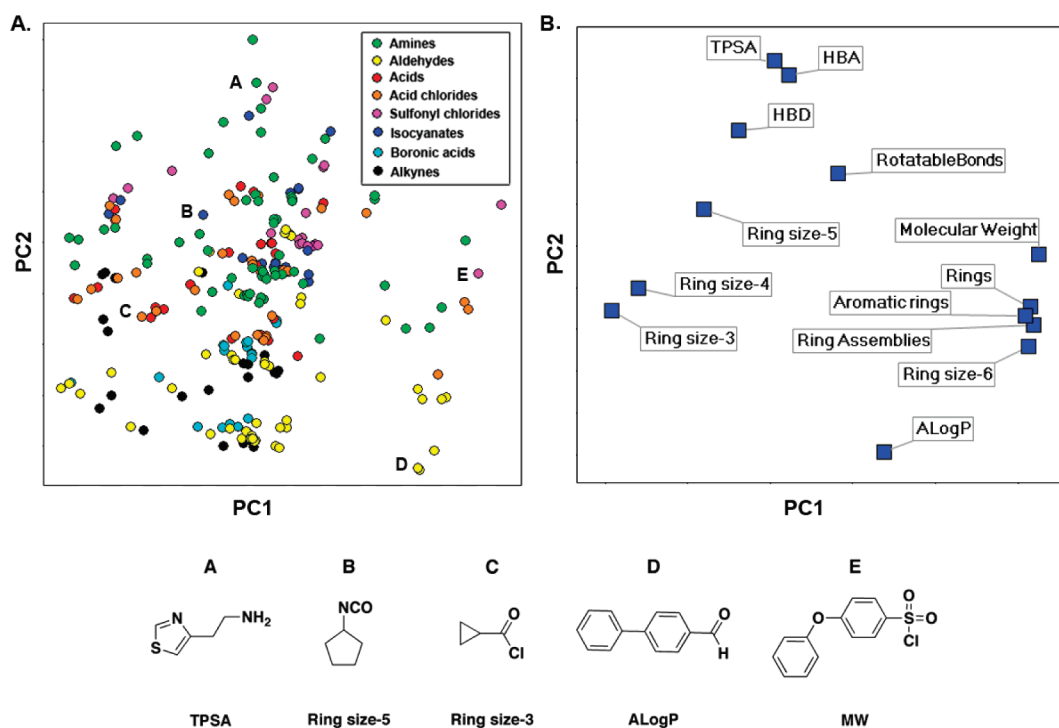 A.
Amines
Aldehydes
Acids
Acid chlorides
Sulfonyl chlorides
Isocyanates
Boronic acids
Alkynes
A
B
C
D
E
PC2
PC1
B.
TPSA
HBA
HBD
RotatableBonds
Ring size-5
Molecular Weight
Ring size-4
Rings
Aromatic rings
Ring size-3
Ring Assemblies
Ring size-6
ALogP
PC2
PC1
A B C D E
N
S
NH2
NCO
O
Cl
O
H
O
O
S
O
Cl
TPSA Ring size-5 Ring size-3 ALogP MW